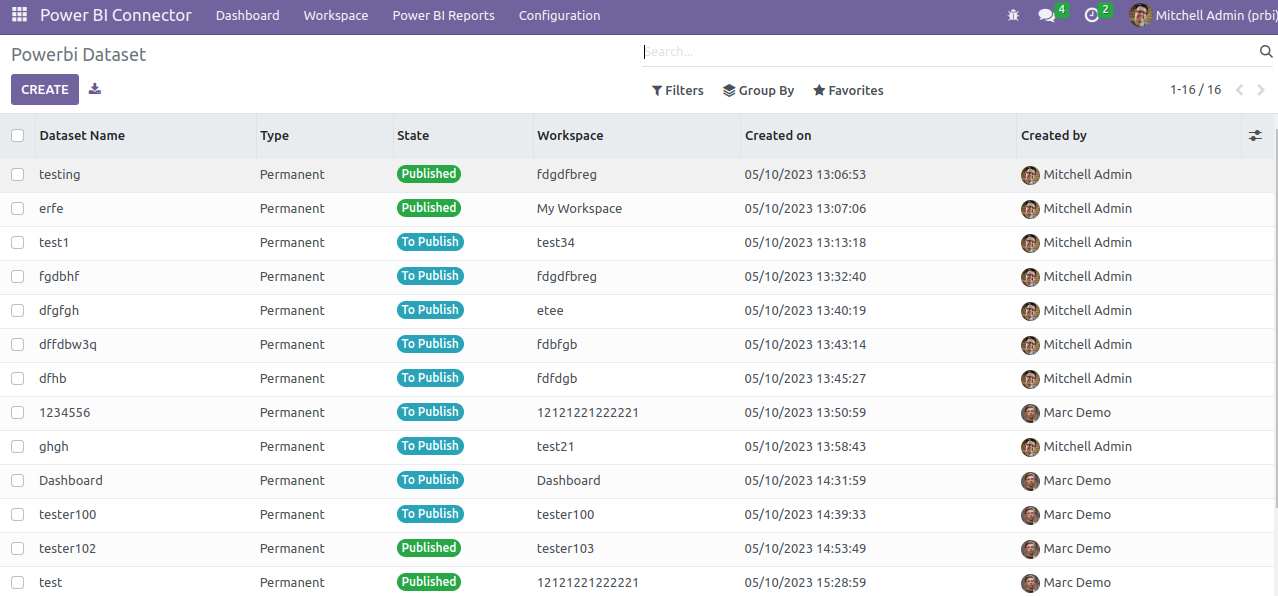 Power BI Connector Dashboard Workspace Power BI Reports Configuration 4 2 Mitchell Admin (prbi
Powerbi Dataset Search...
CREATE Filters Group By Favorites 1-16 / 16
Dataset Name Type State Workspace Created on Created by
testing Permanent Published fdgdfbreg 05/10/2023 13:06:53 Mitchell Admin
erfe Permanent Published My Workspace 05/10/2023 13:07:06 Mitchell Admin
test1 Permanent To Publish test34 05/10/2023 13:13:18 Mitchell Admin
fgdbhf Permanent To Publish fdgdfbreg 05/10/2023 13:32:40 Mitchell Admin
dfgfgh Permanent To Publish etee 05/10/2023 13:40:19 Mitchell Admin
dffdbw3q Permanent To Publish fdbfgb 05/10/2023 13:43:14 Mitchell Admin
dfhb Permanent To Publish fdfdgb 05/10/2023 13:45:27 Mitchell Admin
1234556 Permanent To Publish 12121221222221 05/10/2023 13:50:59 Marc Demo
ghgh Permanent To Publish test21 05/10/2023 13:58:43 Mitchell Admin
Dashboard Permanent To Publish Dashboard 05/10/2023 14:31:59 Marc Demo
tester100 Permanent To Publish tester100 05/10/2023 14:39:33 Marc Demo
tester102 Permanent Published tester103 05/10/2023 14:53:49 Marc Demo
test Permanent Published 12121221222221 05/10/2023 15:28:59 Marc Demo